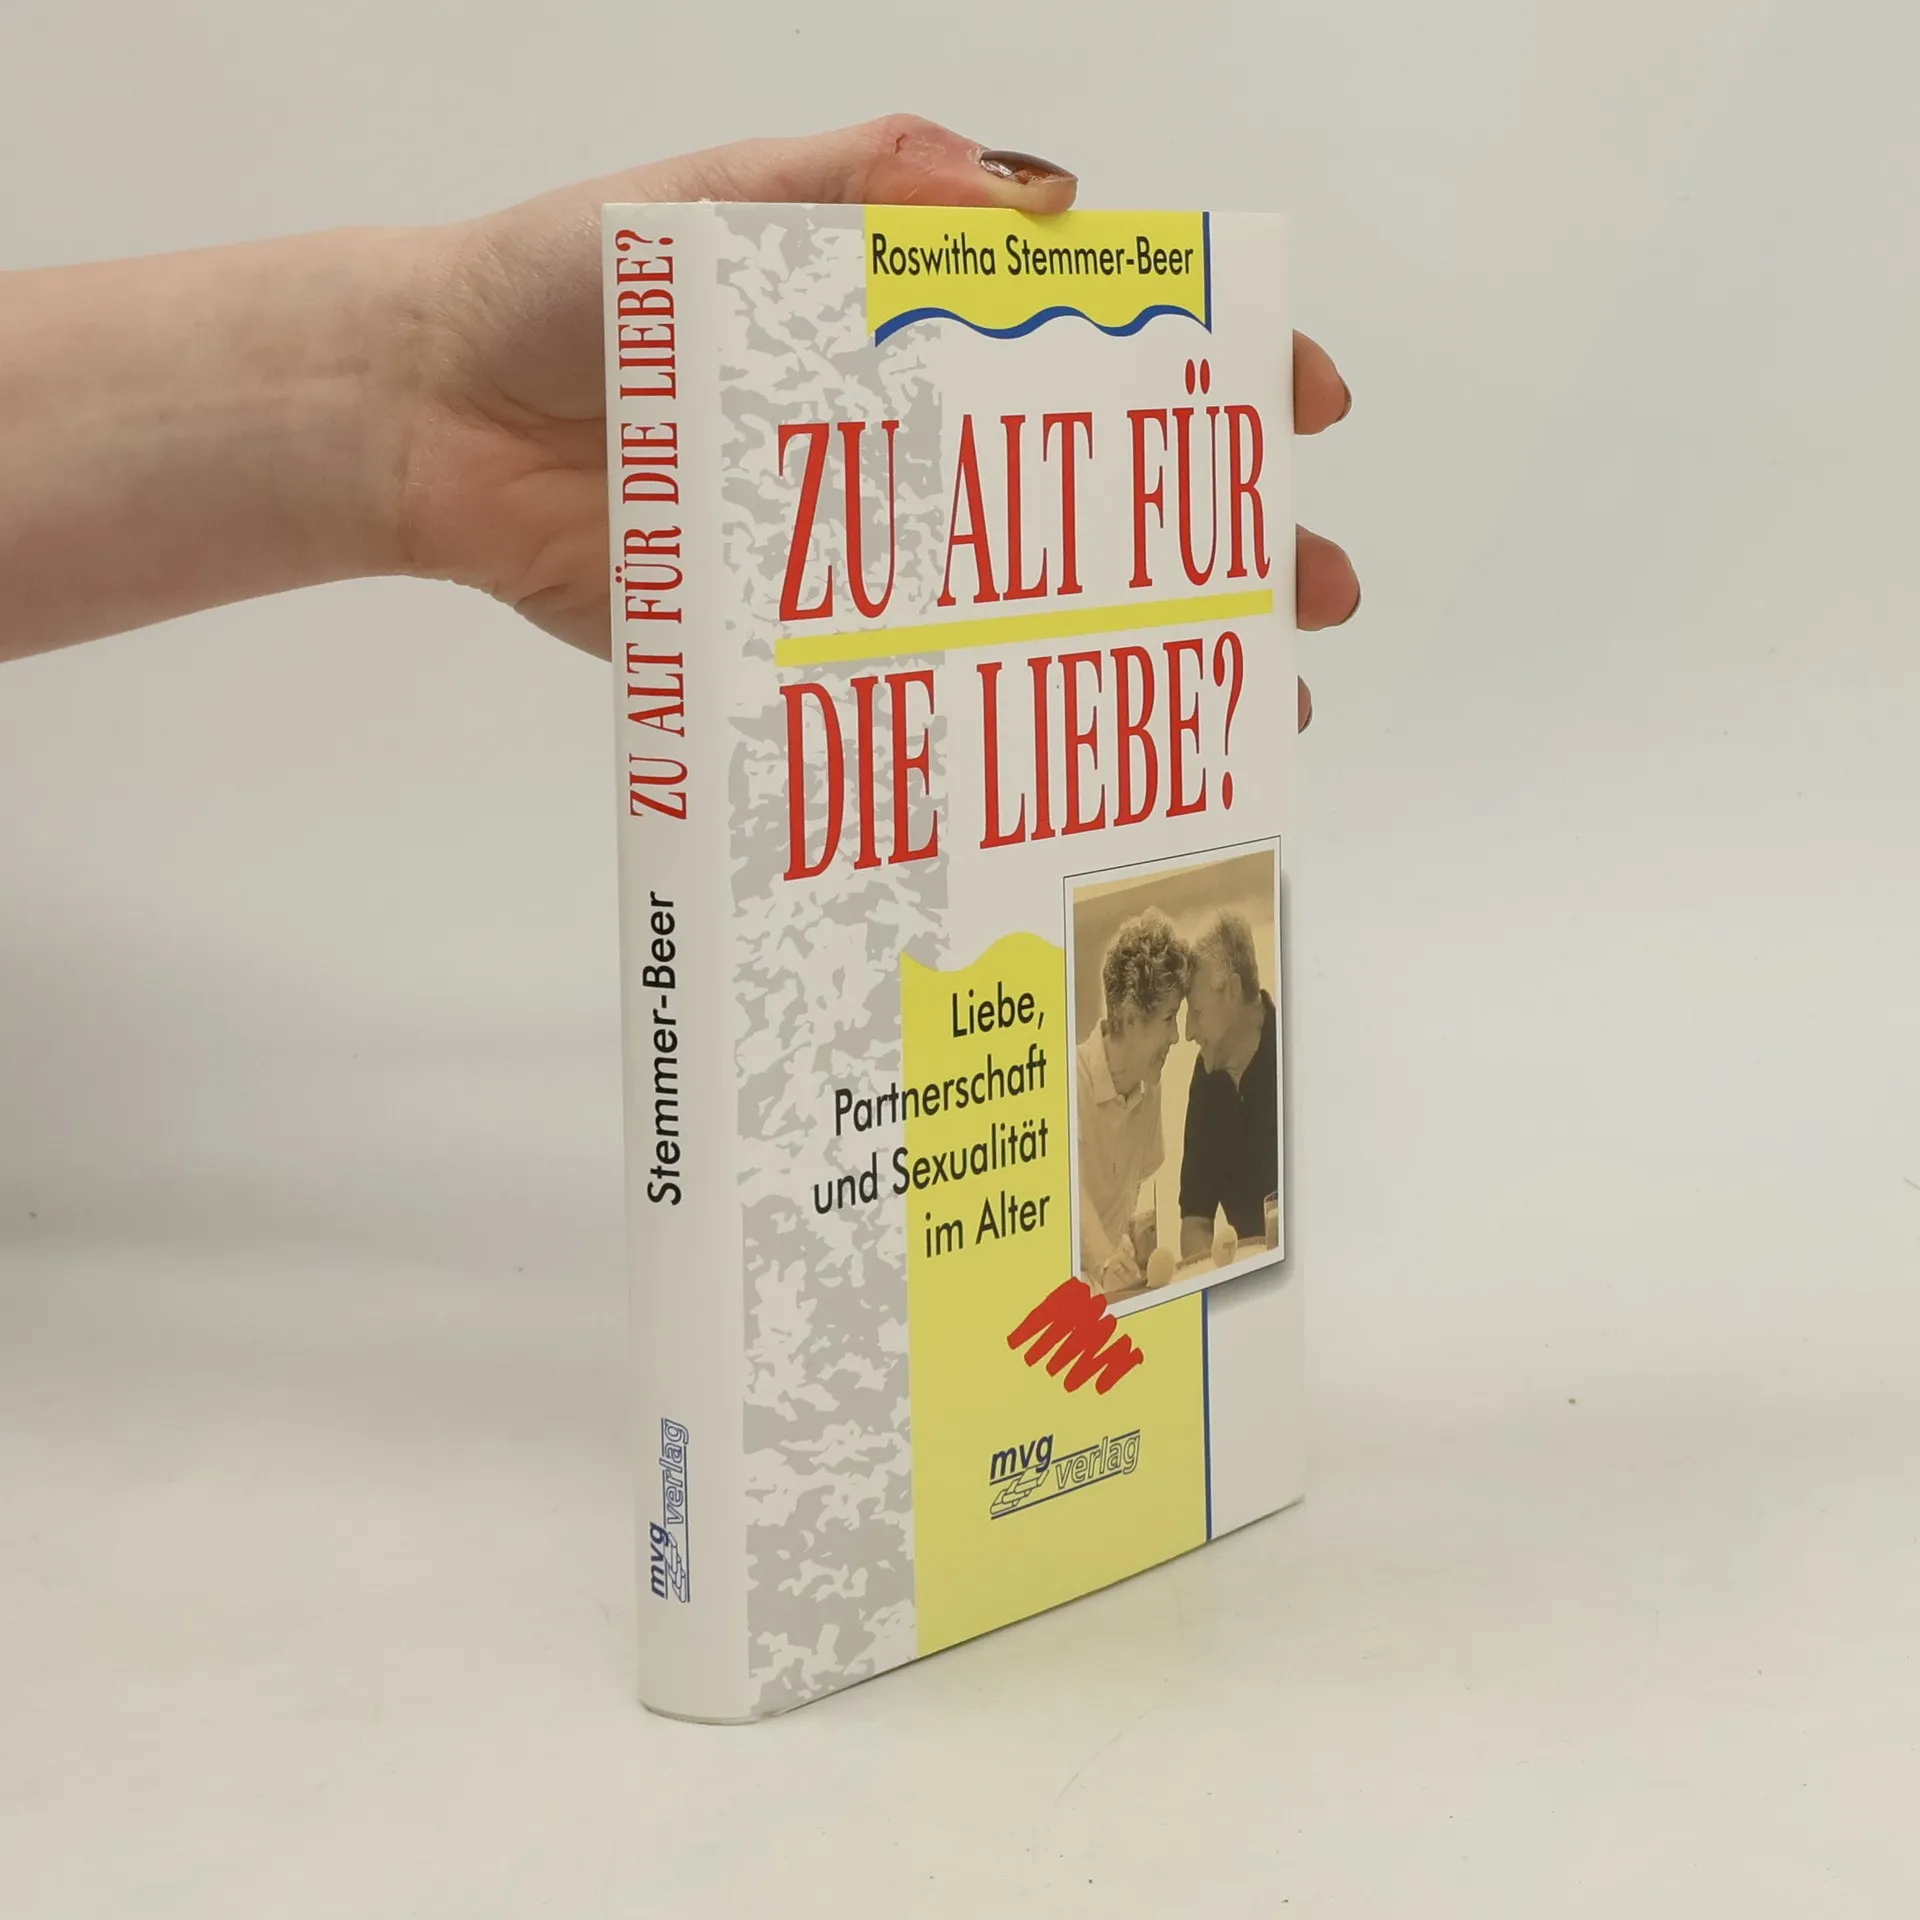 Roswitha Stemmer-Beer
ZU ALT FÜR
DIE LIEBE?
Liebe,
Partnerschaft
und Sexualität
im Alter
mvg verlag
Stemmer-Beer ZU ALT FÜR DIE LIEBE?
mvg verlag